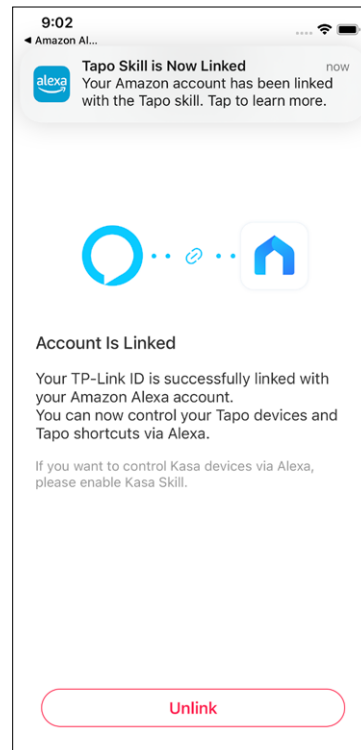 9:02
◀ Amazon Al...
alexa
Tapo Skill is Now Linked
now
Your Amazon account has been linked
with the Tapo skill. Tap to learn more.
Account Is Linked
Your TP-Link ID is successfully linked with
your Amazon Alexa account.
You can now control your Tapo devices and
Tapo shortcuts via Alexa.
If you want to control Kasa devices via Alexa,
please enable Kasa Skill.
Unlink